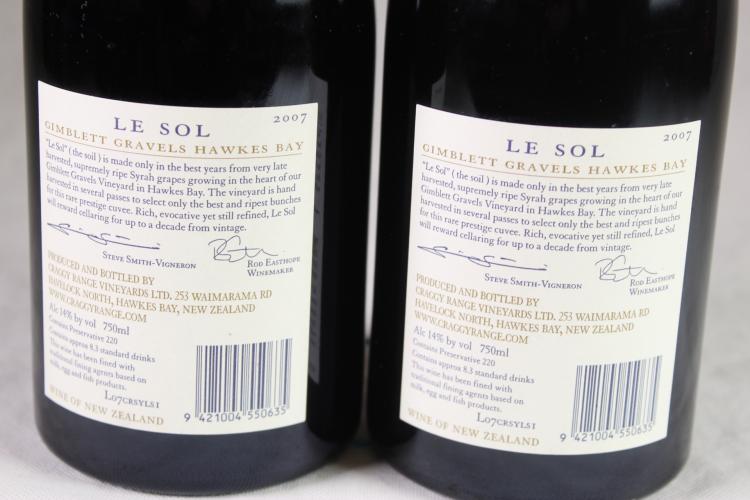 LE SOL 2007
GIMBLETT GRAVELS HAWKES BAY
"Le Sol" ( the soil ) is made only in the best years from very late
harvested, supremely ripe Syrah grapes growing in the heart of our
Gimblett Gravels Vineyard in Hawkes Bay. The vineyard is hand
harvested in several passes to select only the best and ripest bunches
for this rare prestige cuvee. Rich, evocative yet still refined, Le Sol
will reward cellaring for up to a decade from vintage.
STEVE SMITH-VIGNERON
ROD EASTHOPE
WINEMAKER
PRODUCED AND BOTTLED BY
CRAGGY RANGE VINEYARDS LTD. 253 WAIMARAMA RD
HAVELOCK NORTH, HAWKES BAY, NEW ZEALAND
WWW.CRAGGYRANGE.COM
Alc 14% by vol 750ml
Contains Preservative 220
Contains approx 8.3 standard drinks
This wine has been fined with
traditional fining agents based on
milk, egg and fish products.
L07CRSYLS1
WINE OF NEW ZEALAND
9 421004 550635
LE SOL 2007
GIMBLETT GRAVELS HAWKES BAY
"Le Sol" ( the soil ) is made only in the best years from very late
harvested, supremely ripe Syrah grapes growing in the heart of our
Gimblett Gravels Vineyard in Hawkes Bay. The vineyard is hand
harvested in several passes to select only the best and ripest bunches
for this rare prestige cuvee. Rich, evocative yet still refined, Le Sol
will reward cellaring for up to a decade from vintage.
STEVE SMITH-VIGNERON
ROD EASTHOPE
WINEMAKER
PRODUCED AND BOTTLED BY
CRAGGY RANGE VINEYARDS LTD. 253 WAIMARAMA RD
HAVELOCK NORTH, HAWKES BAY, NEW ZEALAND
WWW.CRAGGYRANGE.COM
Alc 14% by vol 750ml
Contains Preservative 220
Contains approx 8.3 standard drinks
This wine has been fined with
traditional fining agents based on
milk, egg and fish products.
L07CRSYLS1
WINE OF NEW ZEALAND
9 421004 550635